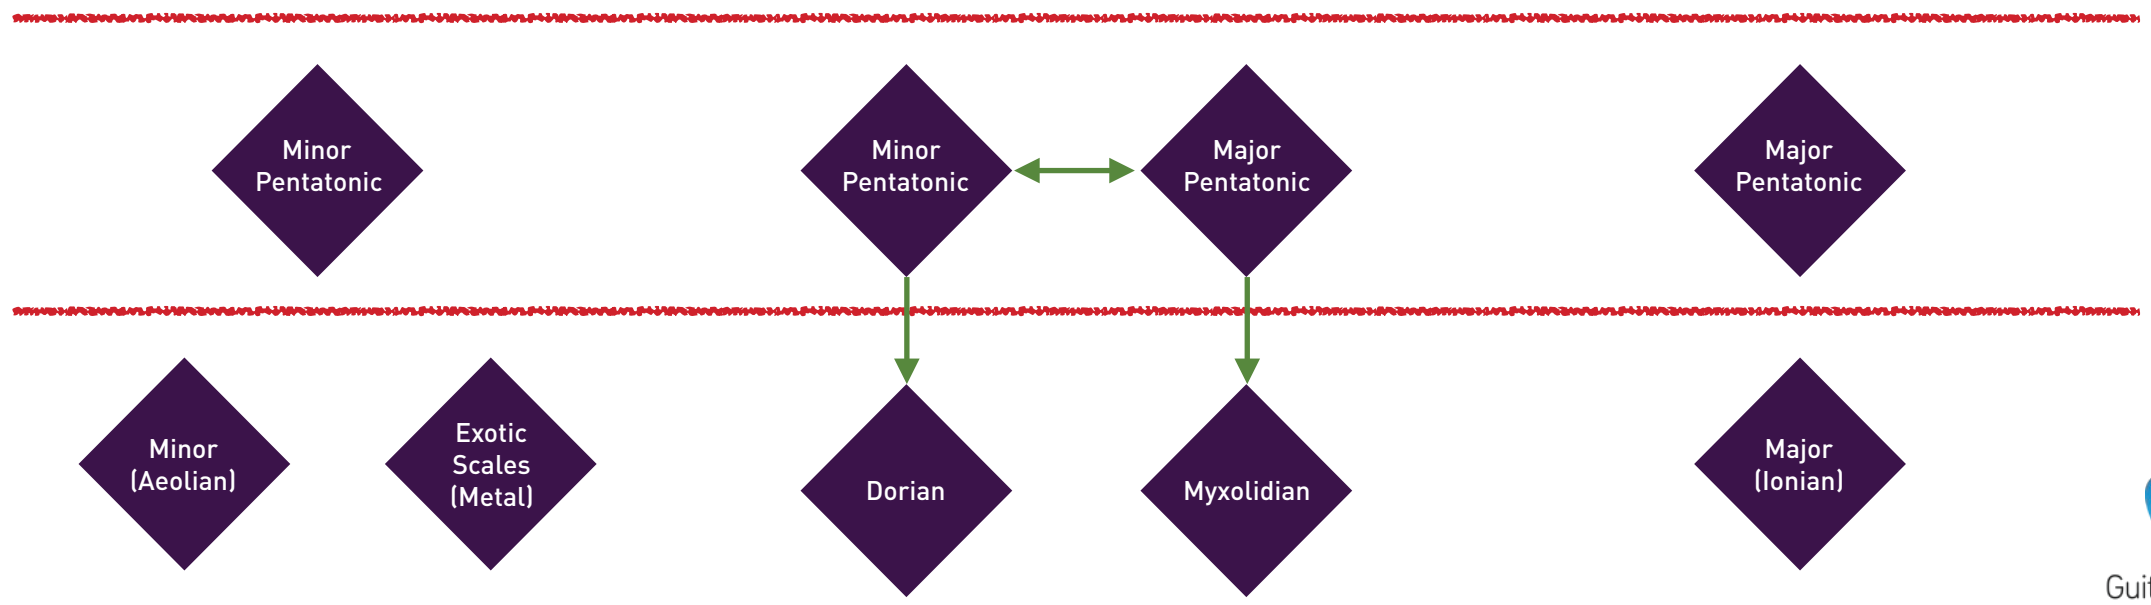 Minor
Pentatonic
Minor
Pentatonic
Major
Pentatonic
Major
Pentatonic
Minor
(Aeolian)
Exotic
Scales
(Metal)
Dorian
Myxolidian
Major
(Ionian)